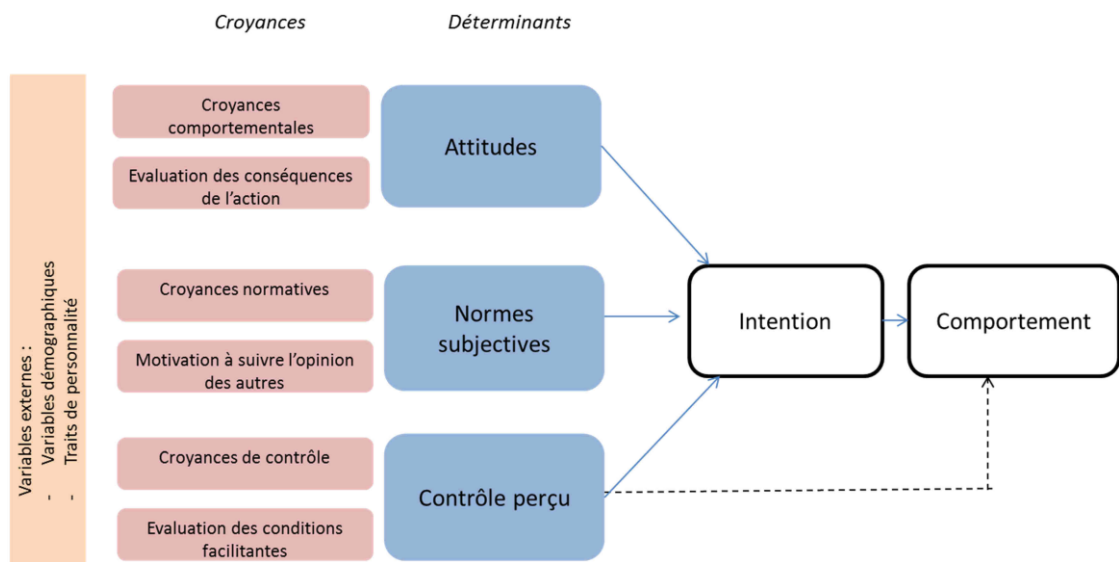 Croyances
Déterminants
Variables externes :
- Variables démographiques
- Traits de personnalité
Croyances
comportementales
Evaluation des conséquences
de l'action
Attitudes
Croyances normatives
Motivation à suivre l'opinion
des autres
Normes
subjectives
Croyances de contrôle
Evaluation des conditions
facilitantes
Contrôle perçu
Intention
Comportement